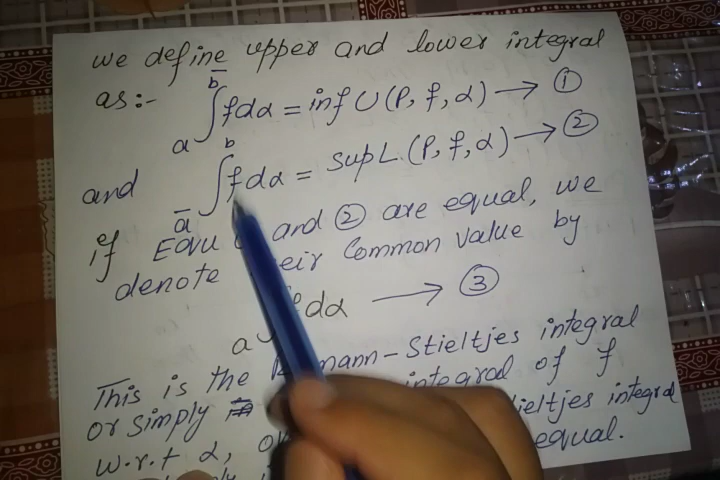 we define upper and lower integral
as:- a∫b̅ fdα = inf U(P, f, α) → ①
and a̅∫b fdα = sup L.(P, f, α) → ②
if and ② are equal, we
denote common value by
a fdα → ③
This is the Stieltjes integral
or simply integral of f
w.r.t α, integral
equal.